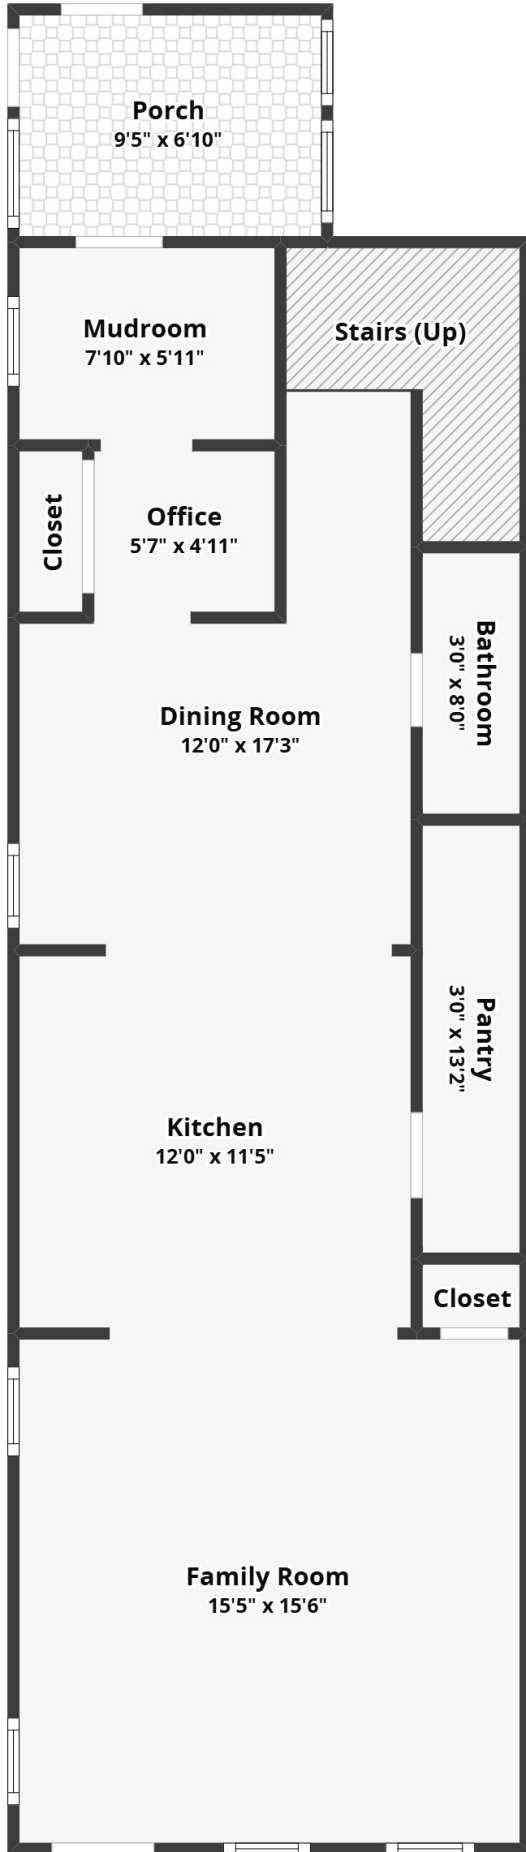 Porch
9'5" x 6'10"
Mudroom
7'10" x 5'11"
Stairs (Up)
Closet
Office
5'7" x 4'11"
Bathroom
3'0" x 8'0"
Dining Room
12'0" x 17'3"
Pantry
3'0" x 13'2"
Kitchen
12'0" x 11'5"
Closet
Family Room
15'5" x 15'6"